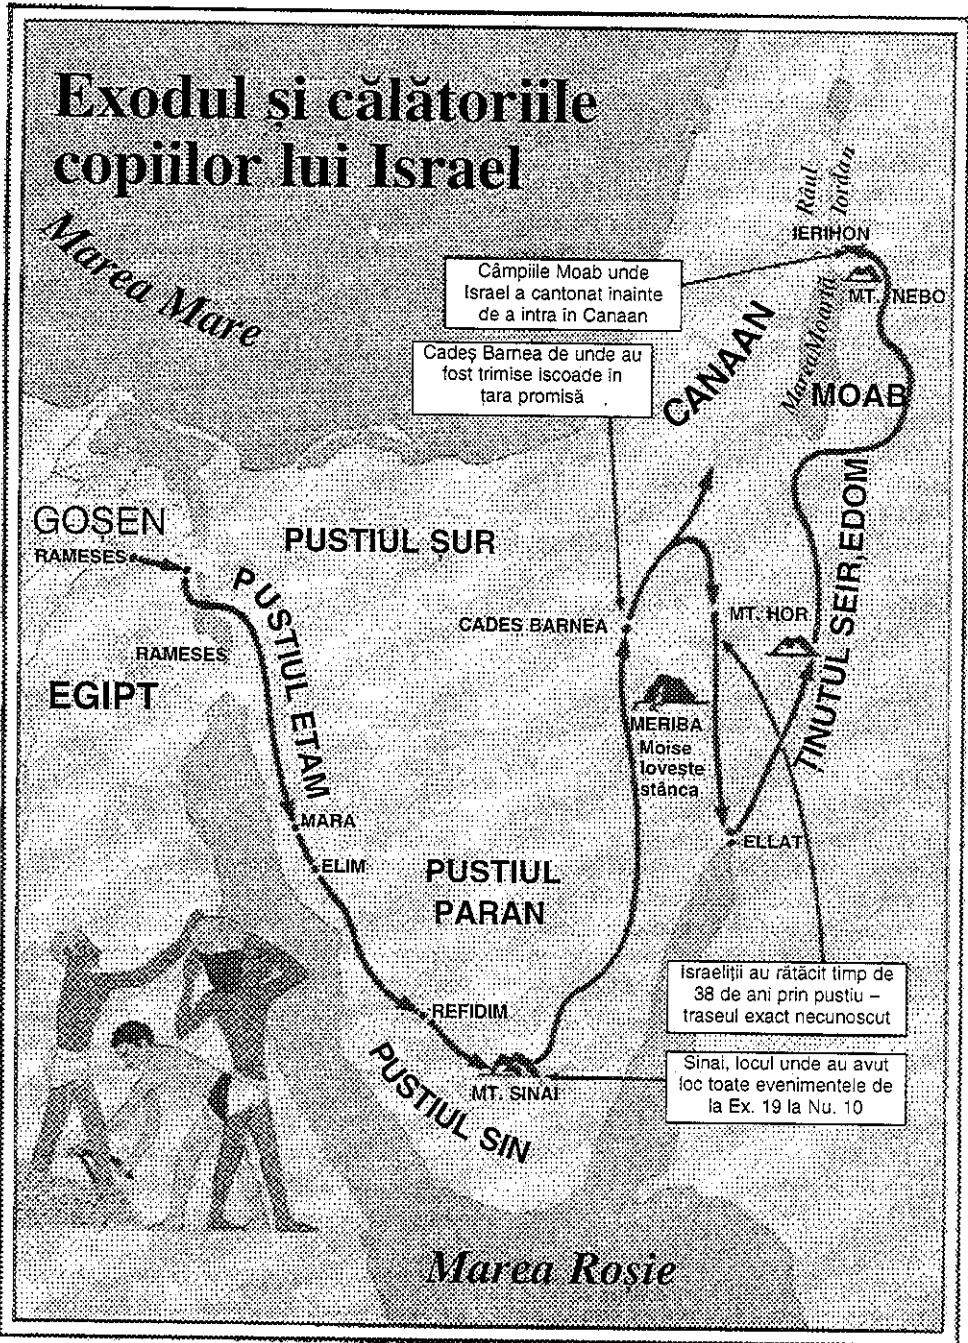 Exodul și călătoriile
copiilor lui Israel
Marea Mare
Râul
Iordan
IERIHON
MT. NEBO
Câmpiile Moab unde
Israel a cantonat inainte
de a intra în Canaan
Cadeș Barnea de unde au
fost trimise iscoade in
țara promisă
CANAAN
Marea Moartă
MOAB
GOȘEN
RAMESES
PUSTIUL SUR
PUSTIUL ETAM
RAMESES
EGIPT
CADES BARNEA
MT. HOR
ȚINUTUL SEIR, EDOM
MERIBA
Moise
lovește
stânca
MARA
ELIM
ELLAT
PUSTIUL
PARAN
REFIDIM
MT. SINAI
PUSTIUL SIN
Israeliții au rătăcit timp de
38 de ani prin pustiu –
traseul exact necunoscut
Sinai, locul unde au avut
loc toate evenimentele de
la Ex. 19 la Nu. 10
Marea Roșie